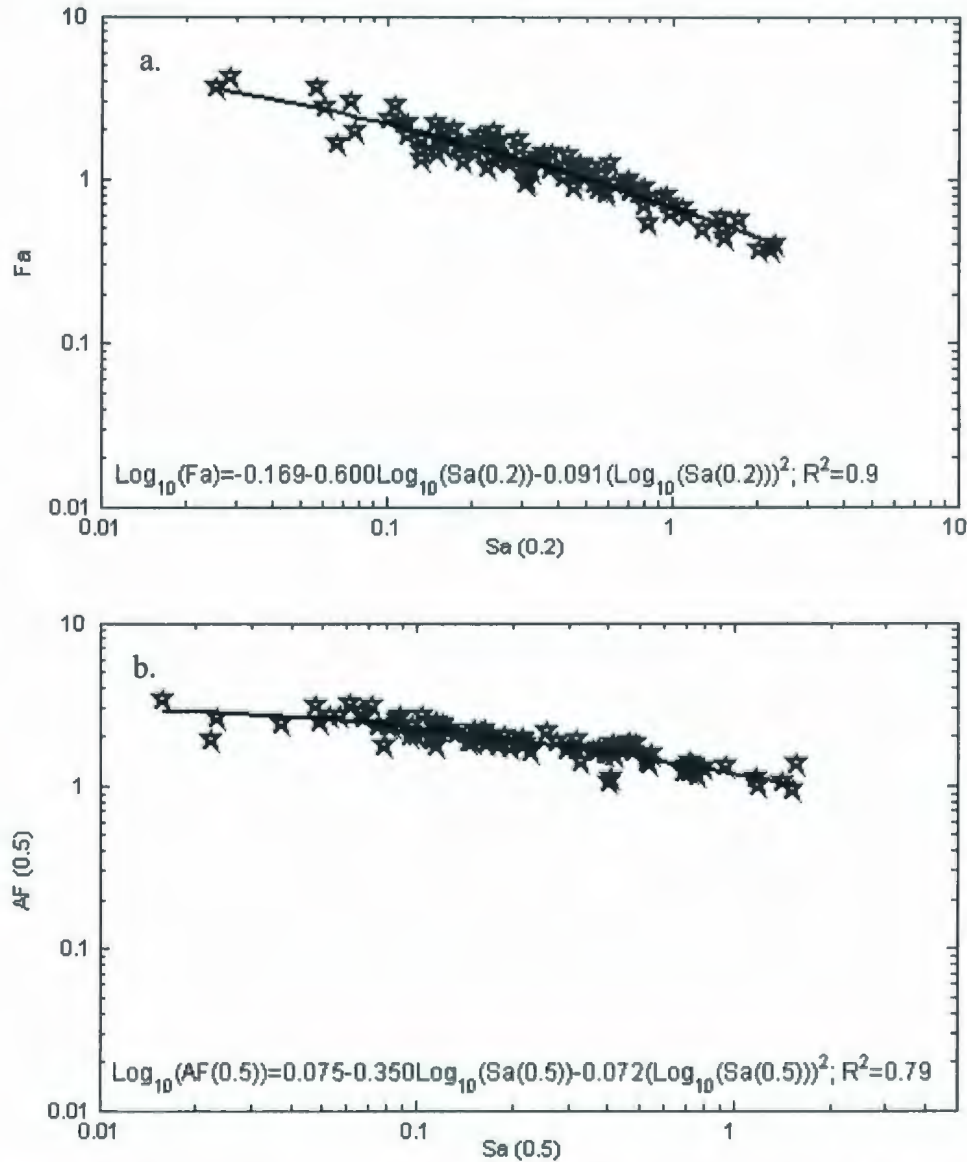 10
a.
1
Fa
0.1
Log10(Fa)=-0.169-0.600Log10(Sa(0.2))-0.091(Log10(Sa(0.2)))2; R2=0.9
0.01
0.01 0.1 1 10
Sa (0.2)
10
b.
1
AF (0.5)
0.1
Log10(AF(0.5))=0.075-0.350Log10(Sa(0.5))-0.072(Log10(Sa(0.5)))2; R2=0.79
0.01
0.01 0.1 1
Sa (0.5)